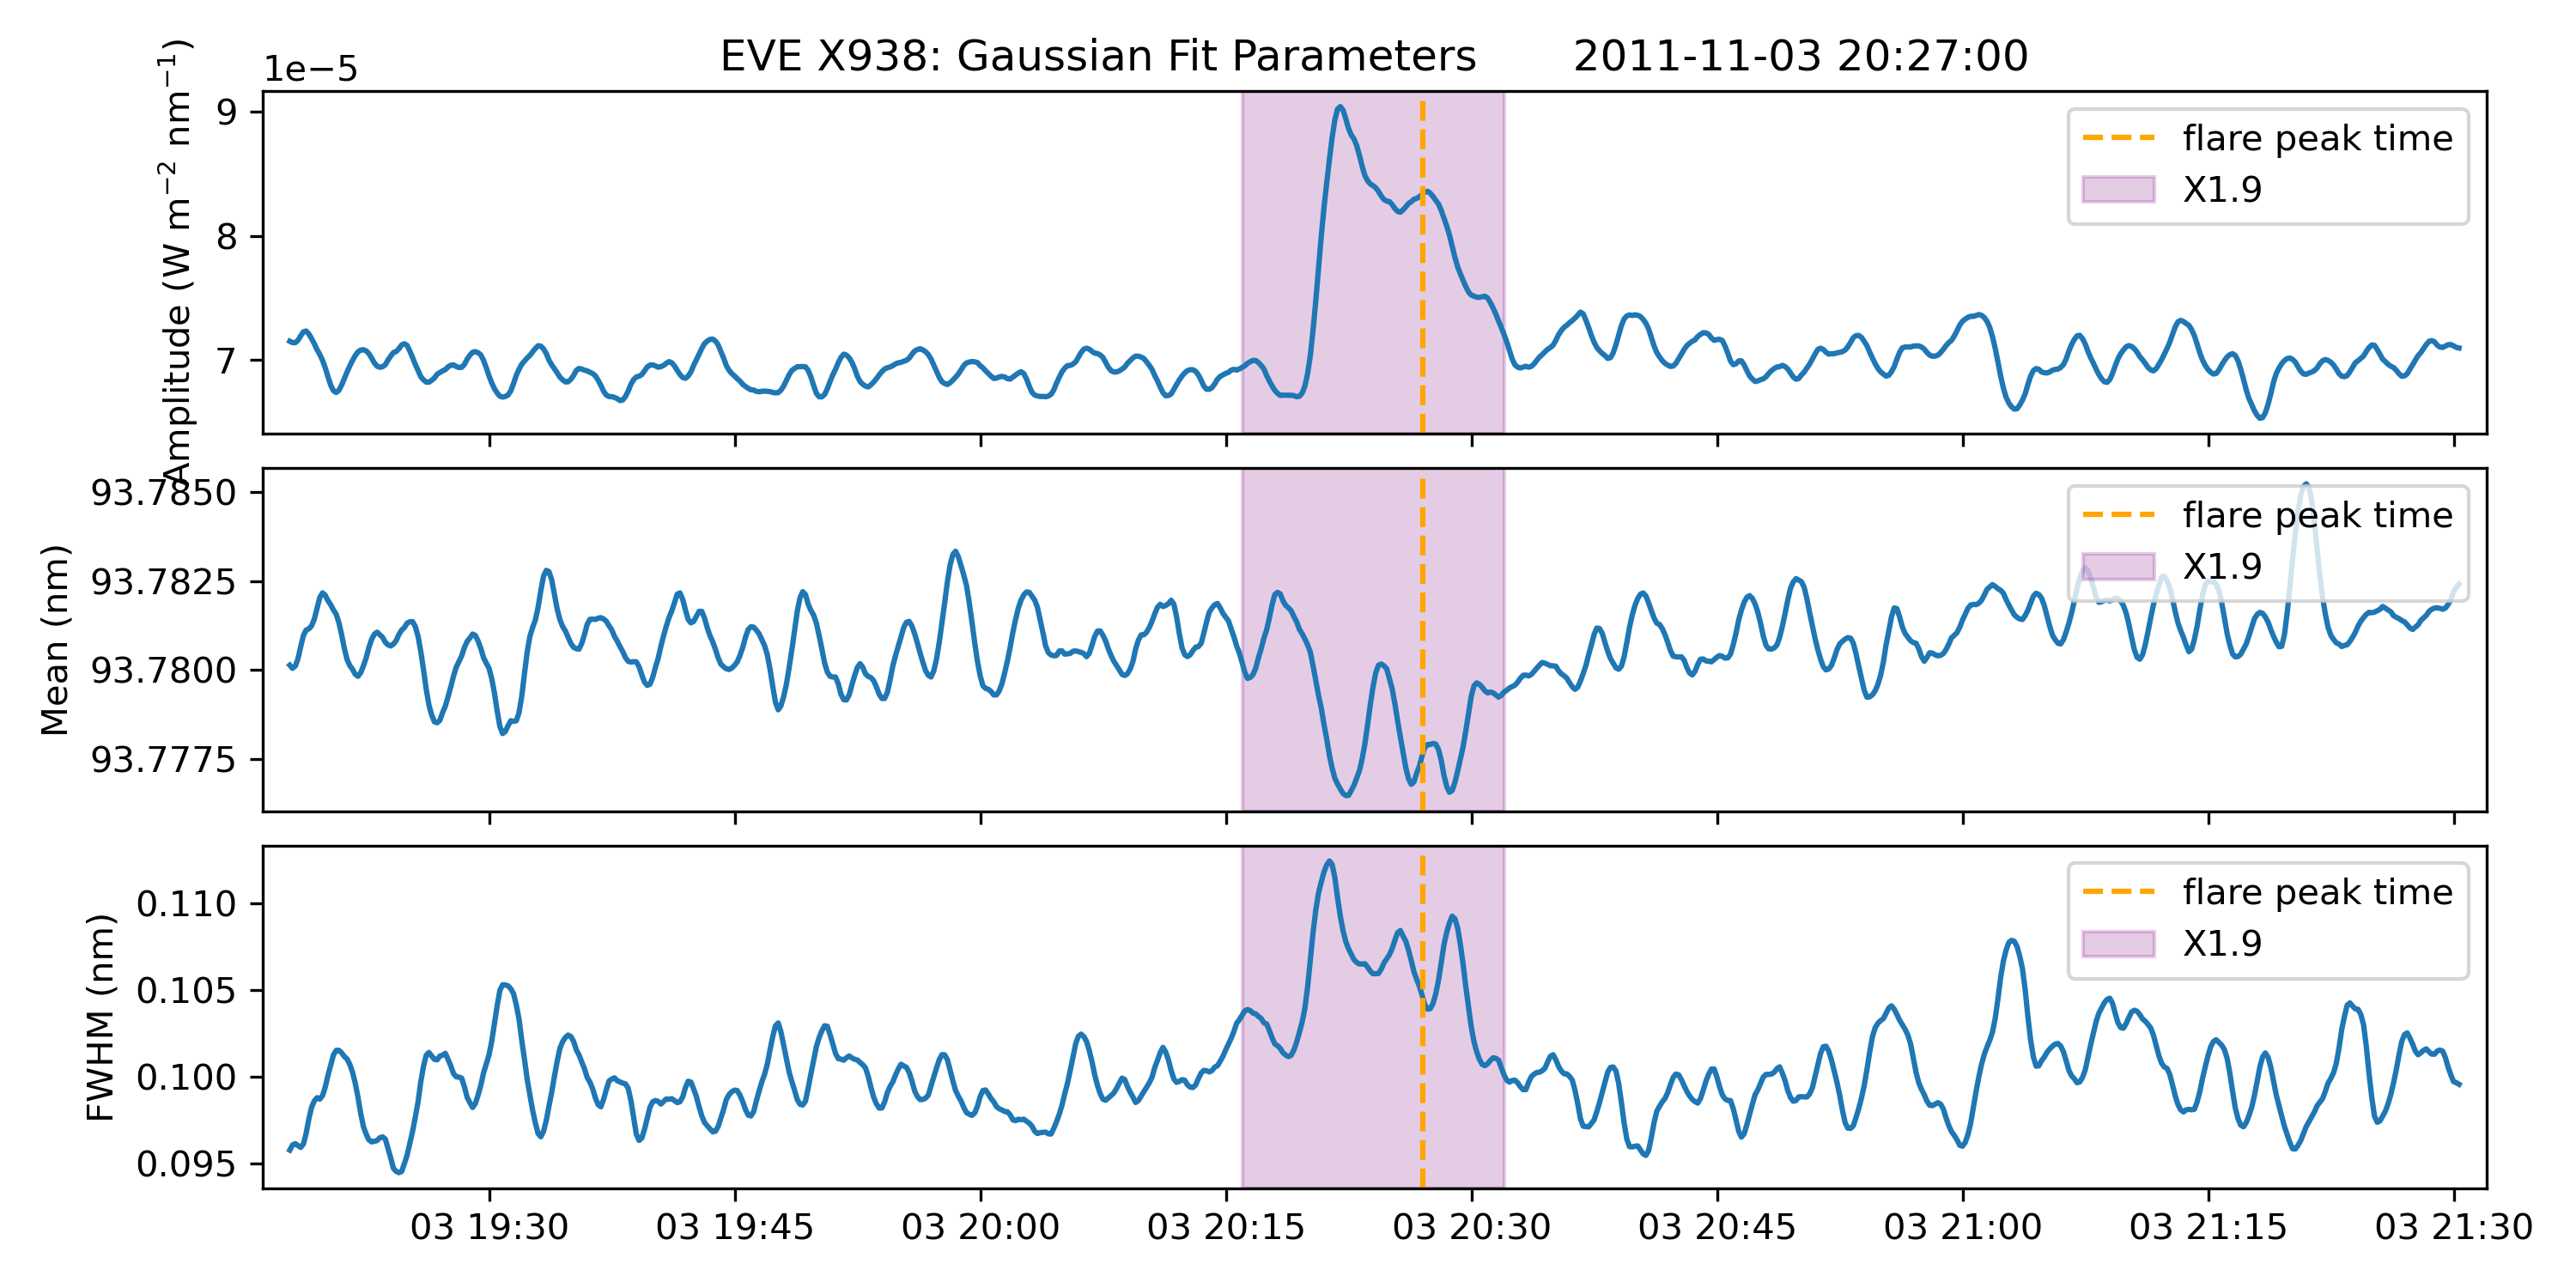 EVE X938: Gaussian Fit Parameters 2011-11-03 20:27:00
1e−5
Amplitude (W m⁻² nm⁻¹)
9
8
7
flare peak time
X1.9
Mean (nm)
93.7850
93.7825
93.7800
93.7775
flare peak time
X1.9
FWHM (nm)
0.110
0.105
0.100
0.095
flare peak time
X1.9
03 19:30 03 19:45 03 20:00 03 20:15 03 20:30 03 20:45 03 21:00 03 21:15 03 21:30